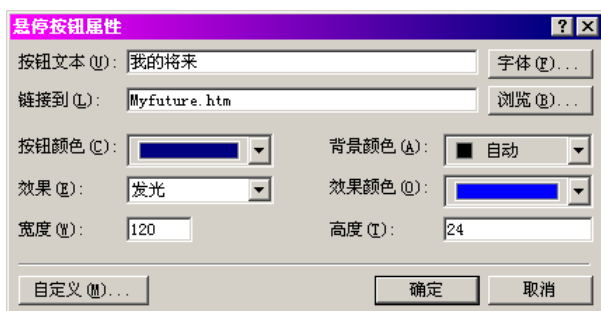 悬停按钮属性
按钮文本(U): 我的将来 字体(F)...
链接到(L): Myfuture.htm 浏览(B)...
按钮颜色(C): 背景颜色(A): 自动
效果(E): 发光 效果颜色(O):
宽度(W): 120 高度(T): 24
自定义(M)... 确定 取消